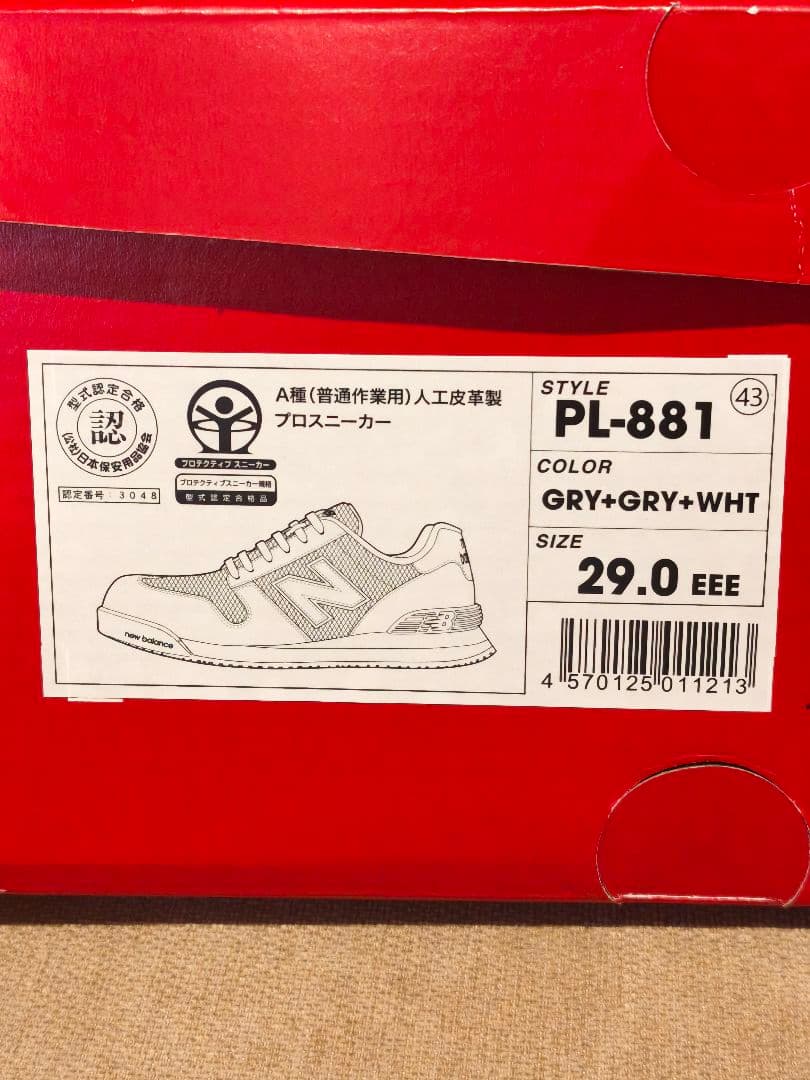 型式認定合格
認
(公社)日本保安用品協会
認定番号：3048
プロテクティブ スニーカー
プロテクティブスニーカー規格
型式認定合格品
A種(普通作業用)人工皮革製
プロスニーカー
new balance
N
STYLE
PL-881
43
COLOR
GRY+GRY+WHT
SIZE
29.0 EEE
4 570125 011213